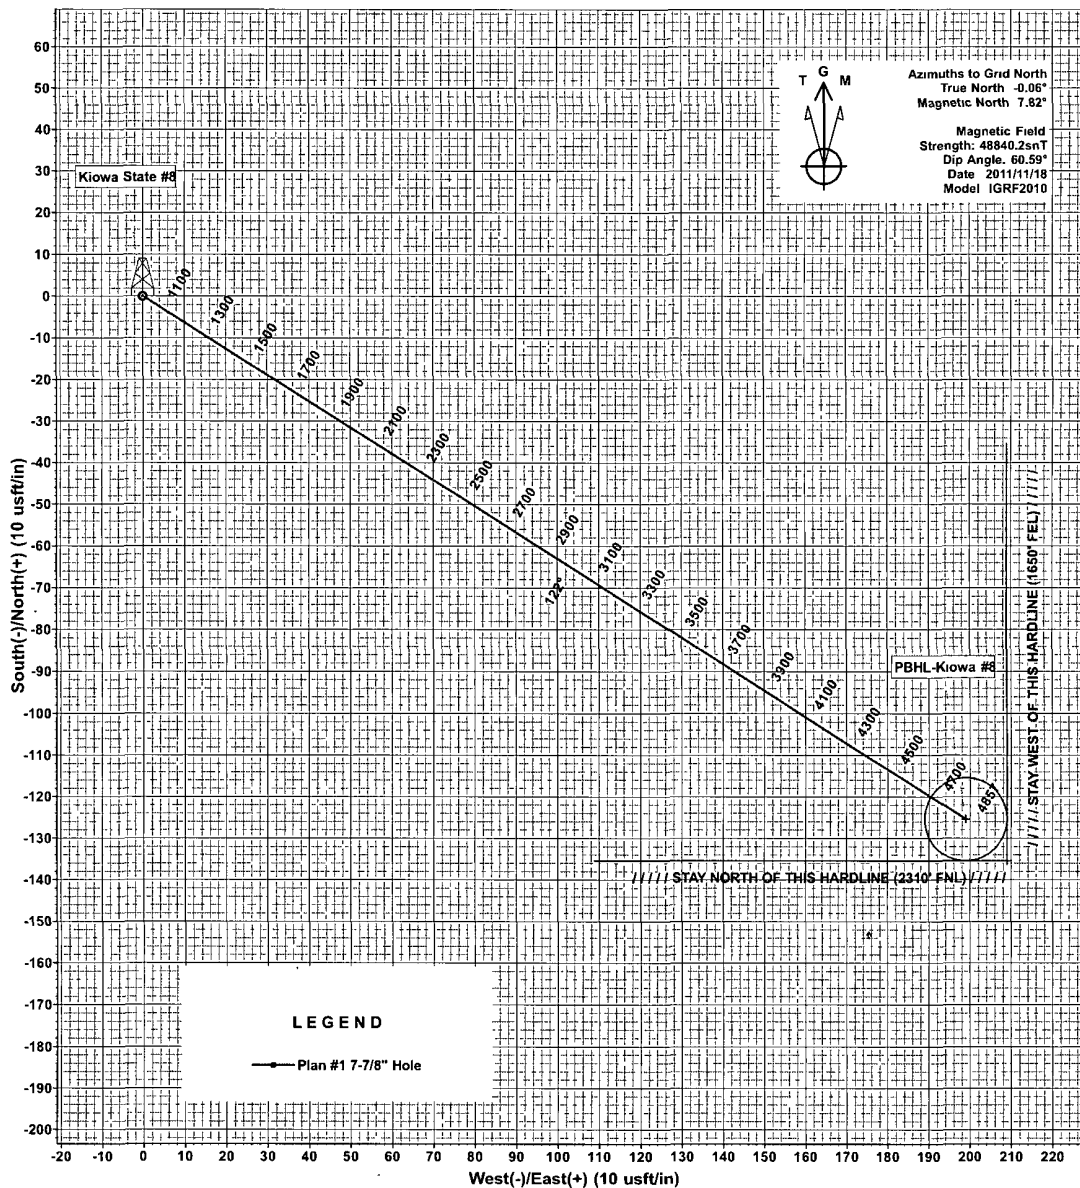 T G M
Azimuths to Grid North
True North -0.06°
Magnetic North 7.82°
Magnetic Field
Strength: 48840.2snT
Dip Angle. 60.59°
Date 2011/11/18
Model IGRF2010
Kiowa State #8
60
50
40
30
20
10
0
-10
-20
-30
-40
-50
-60
-70
-80
-90
-100
-110
-120
-130
-140
-150
-160
-170
-180
-190
-200
South(-)/North(+) (10 usft/in)
1100
1300
1500
1700
1900
2100
2300
2500
2700
2900
122°
3100
3300
3500
3700
3900
4100
4300
4500
4700
4857
PBHL-Kiowa #8
///// STAY WEST OF THIS HARDLINE (1650' FEL) /////
///// STAY NORTH OF THIS HARDLINE (2310' FNL) /////
LEGEND
Plan #1 7-7/8" Hole
-20 -10 0 10 20 30 40 50 60 70 80 90 100 110 120 130 140 150 160 170 180 190 200 210 220
West(-)/East(+) (10 usft/in)